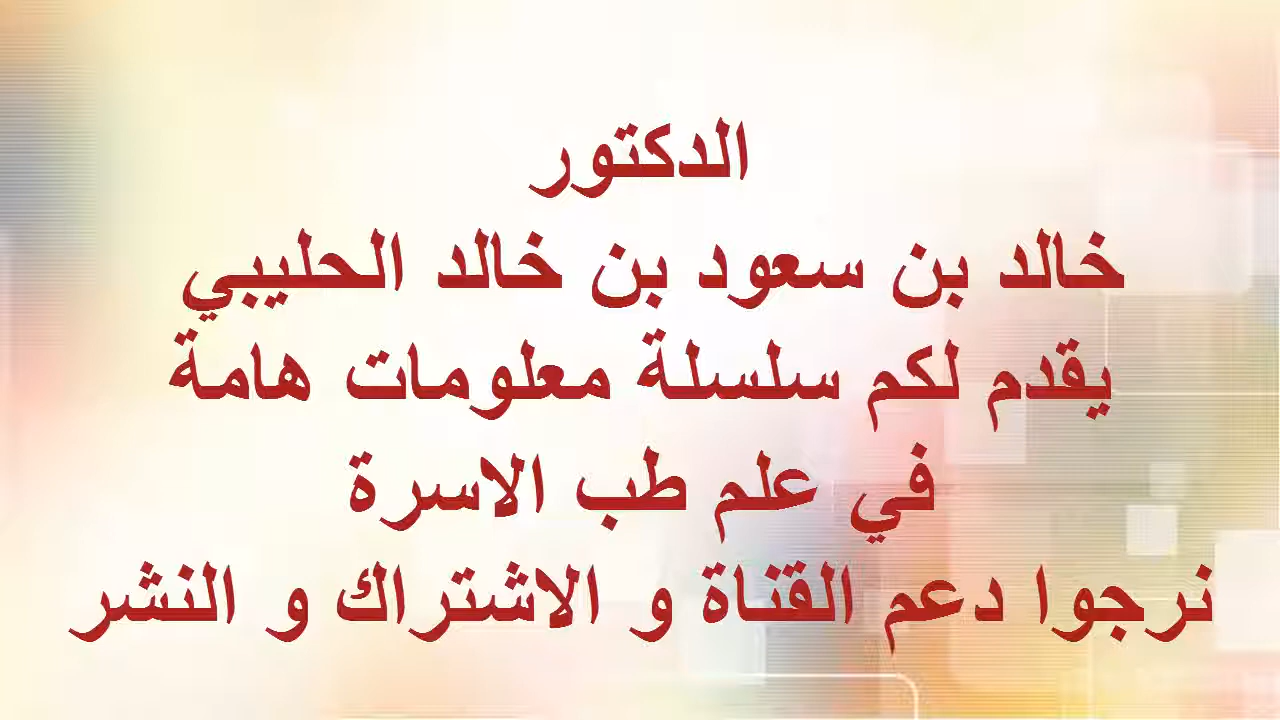 الدكتور
خالد بن سعود بن خالد الحليبي
يقدم لكم سلسلة معلومات هامة
في علم طب الاسرة
نرجوا دعم القناة و الاشتراك و النشر